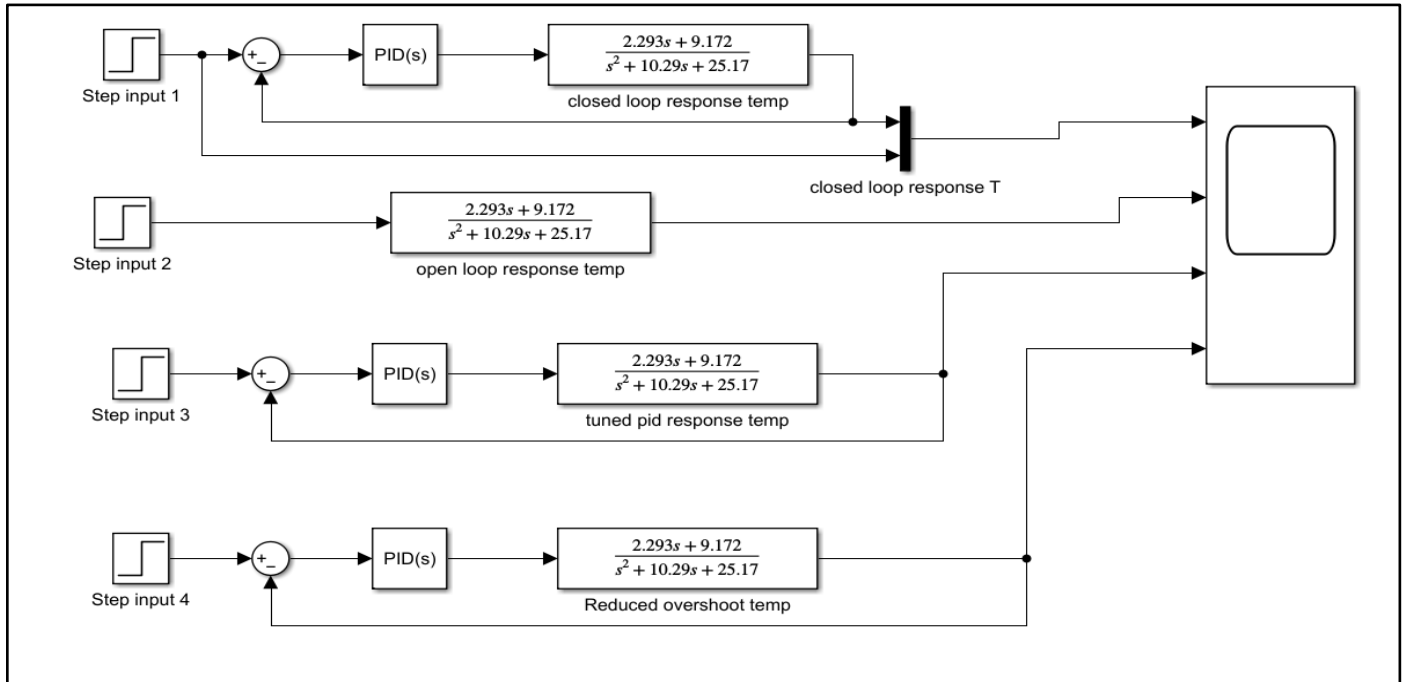 PID(s)
2.293s + 9.172
s² + 10.29s + 25.17
Step input 1
closed loop response temp
closed loop response T
2.293s + 9.172
s² + 10.29s + 25.17
Step input 2
open loop response temp
PID(s)
2.293s + 9.172
s² + 10.29s + 25.17
Step input 3
tuned pid response temp
PID(s)
2.293s + 9.172
s² + 10.29s + 25.17
Step input 4
Reduced overshoot temp